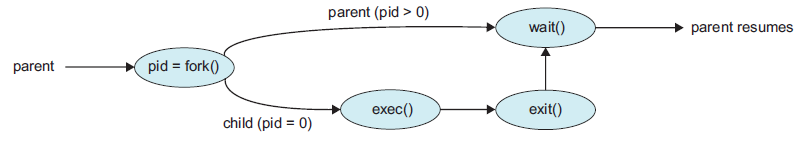 parent (pid > 0)
wait()
parent resumes
parent
pid = fork()
exec()
exit()
child (pid = 0)